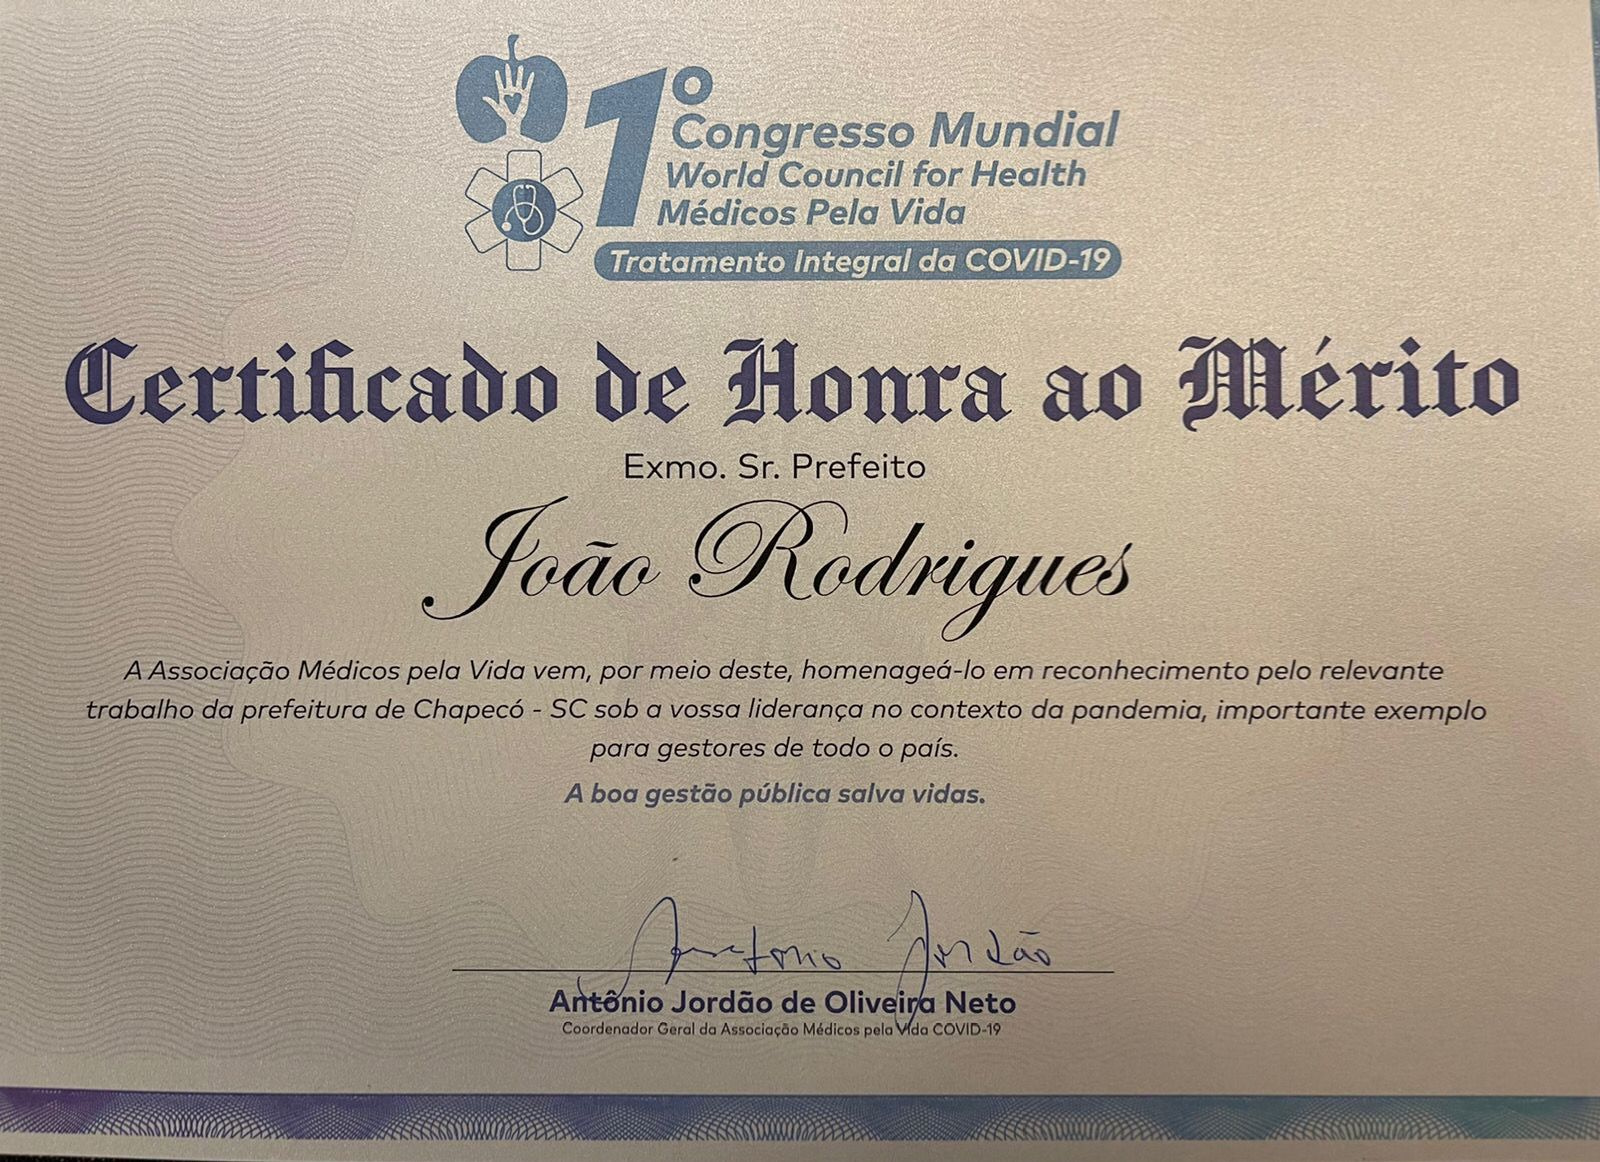 1º
Congresso Mundial
World Council for Health
Médicos Pela Vida
Tratamento Integral da COVID-19
Certificado de Honra ao Mérito
Exmo. Sr. Prefeito
João Rodrigues
A Associação Médicos pela Vida vem, por meio deste, homenageá-lo em reconhecimento pelo relevante
trabalho da prefeitura de Chapecó - SC sob a vossa liderança no contexto da pandemia, importante exemplo
para gestores de todo o país.
A boa gestão pública salva vidas.
Antonio Jordão
Antônio Jordão de Oliveira Neto
Coordenador Geral da Associação Médicos pela Vida COVID-19